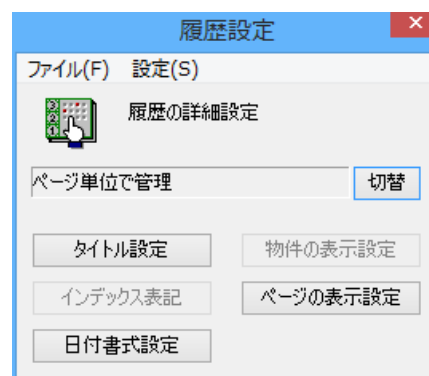 履歴設定
ファイル(F) 設定(S)
履歴の詳細設定
ページ単位で管理 切替
タイトル設定 物件の表示設定
インデックス表記 ページの表示設定
日付書式設定